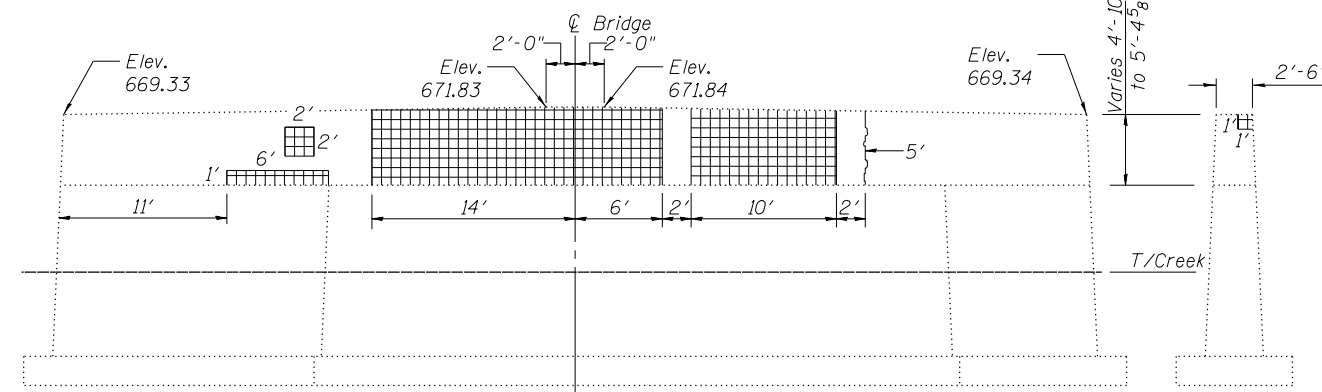 ℄ Bridge
2'-0"
2'-0"
Elev.
669.33
Elev.
671.83
Elev.
671.84
Elev.
669.34
Varies 4'-10
to 5'-4 5/8
2'-6"
2'
2'
6'
1'
5'
1'
1'
11'
14'
6'
2'
10'
2'
T/Creek